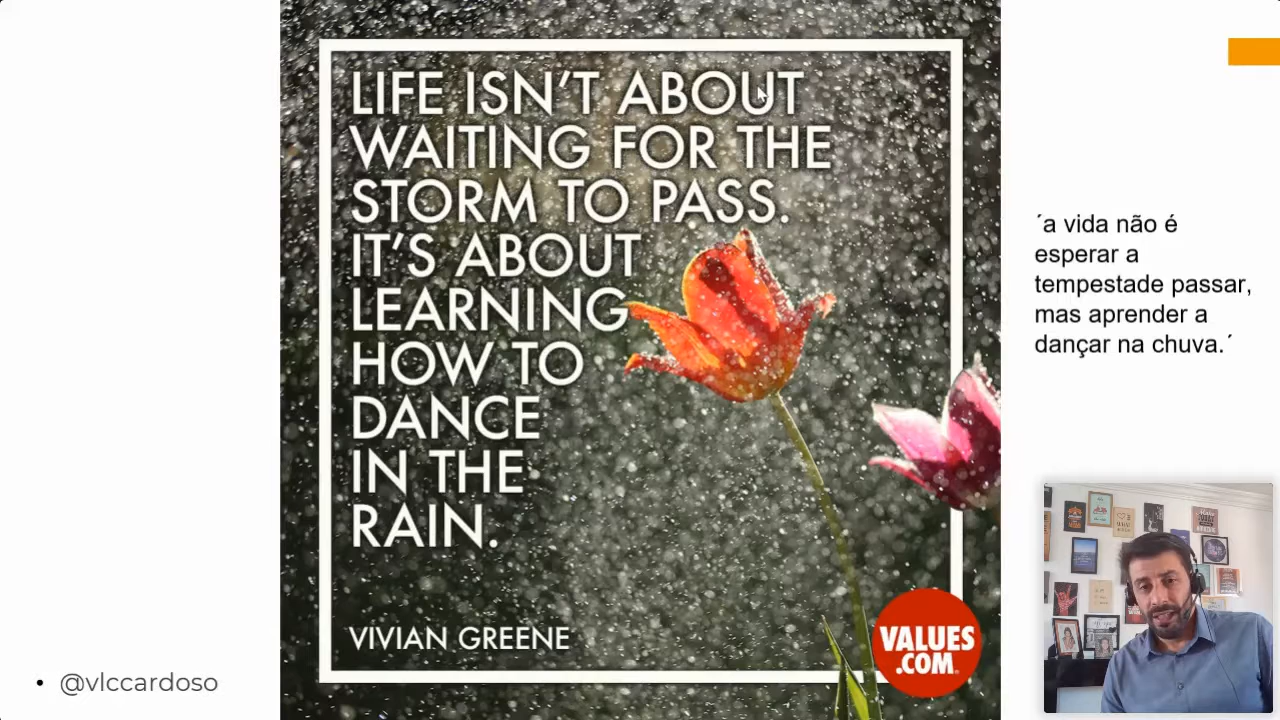 LIFE ISN'T ABOUT
WAITING FOR THE
STORM TO PASS.
IT'S ABOUT
LEARNING
HOW TO
DANCE
IN THE
RAIN.
VIVIAN GREENE
VALUES
.COM®
´a vida não é
esperar a
tempestade passar,
mas aprender a
dançar na chuva.´
• @vlccardoso